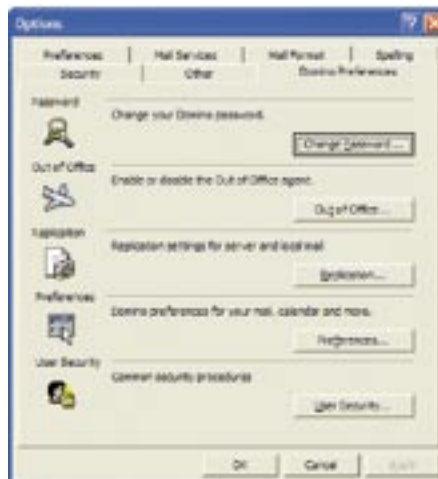 Options
Preferences
Mail Services
Mail Format
Spelling
Security
Other
Domino Preferences
Password
Change your Domino password.
Change Password ...
Out of Office
Enable or disable the Out of Office agent.
Out of Office...
Replication
Replication settings for server and local mail
Replication...
Preferences
Domino preferences for your mail, calendar and more.
Preferences...
User Security
Common security procedures
User Security...
OK
Cancel
Apply